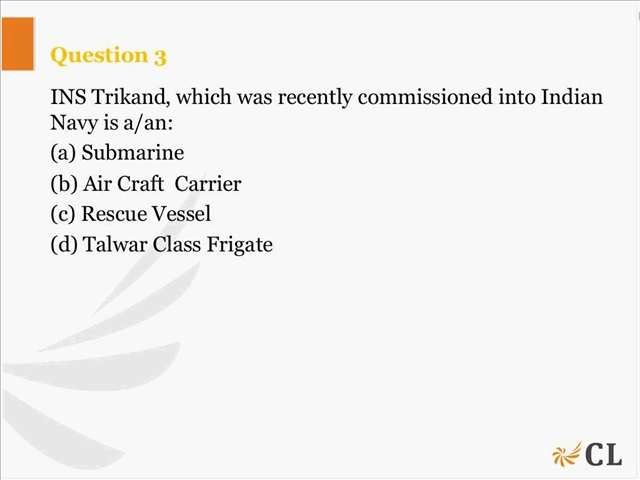 Question 3
INS Trikand, which was recently commissioned into Indian
Navy is a/an:
(a) Submarine
(b) Air Craft  Carrier
(c) Rescue Vessel
(d) Talwar Class Frigate
CL